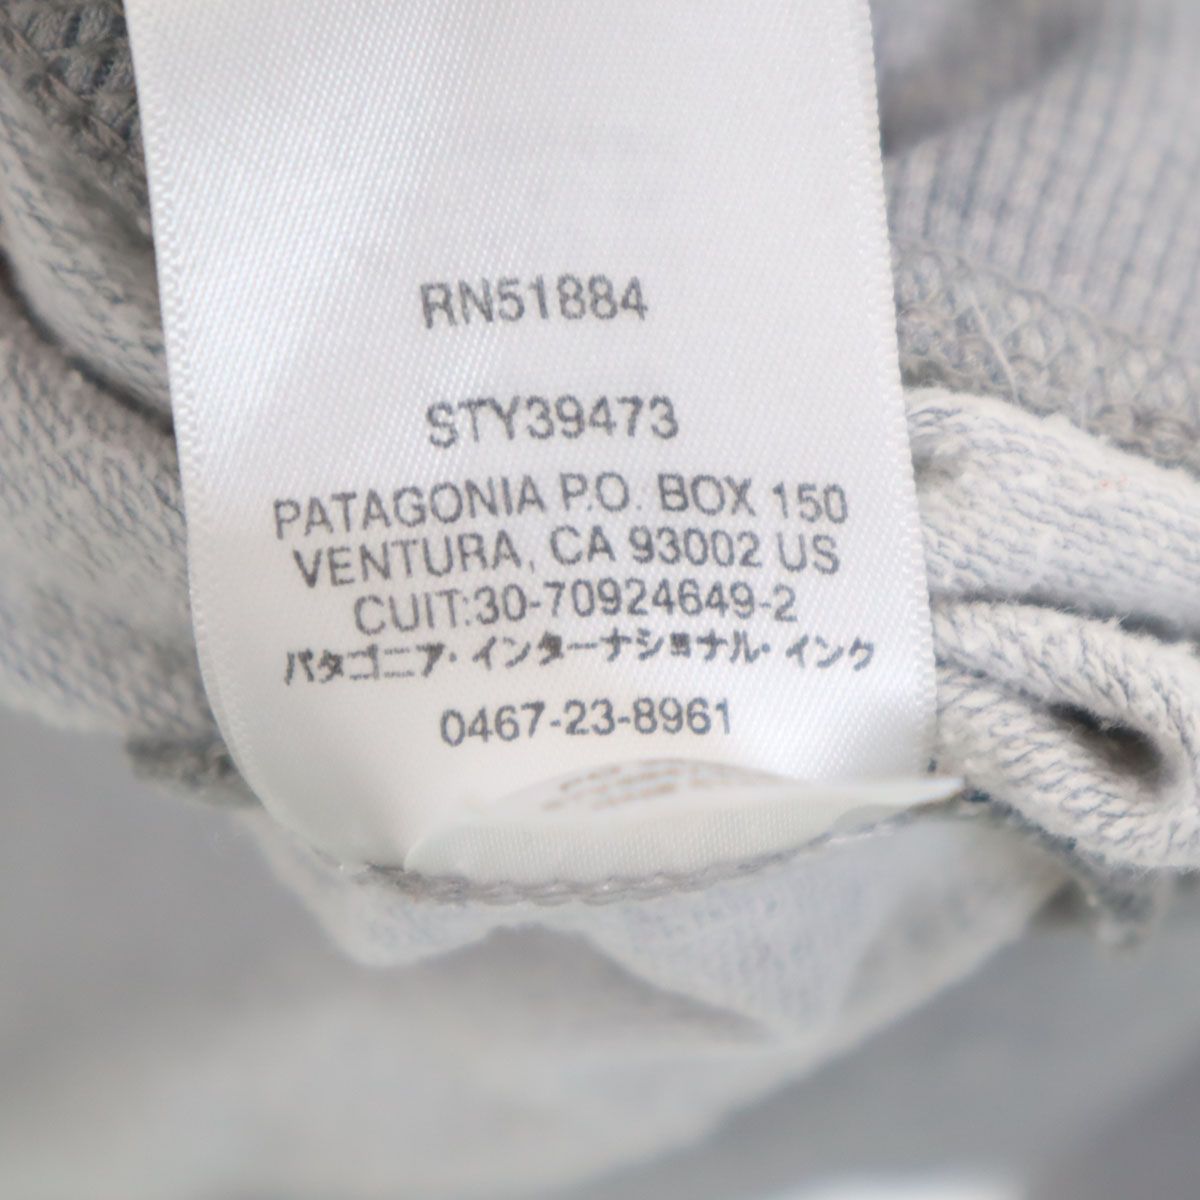 RN51884
STY39473
PATAGONIA P.O. BOX 150
VENTURA, CA 93002 US
CUIT:30-70924649-2
パタゴニア・インターナショナル・インク
0467-23-8961